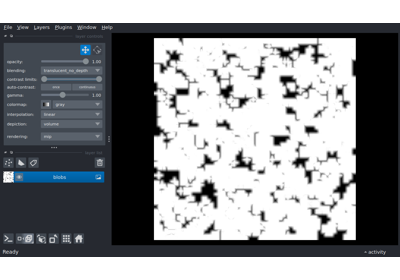 File View Layers Plugins Window Help
opacity: 1.00
blending: translucent_no_depth
contrast limits:
auto-contrast: once continuous
gamma: 1.00
colormap: gray
interpolation: linear
depiction: volume
rendering: mip
blobs
Ready activity